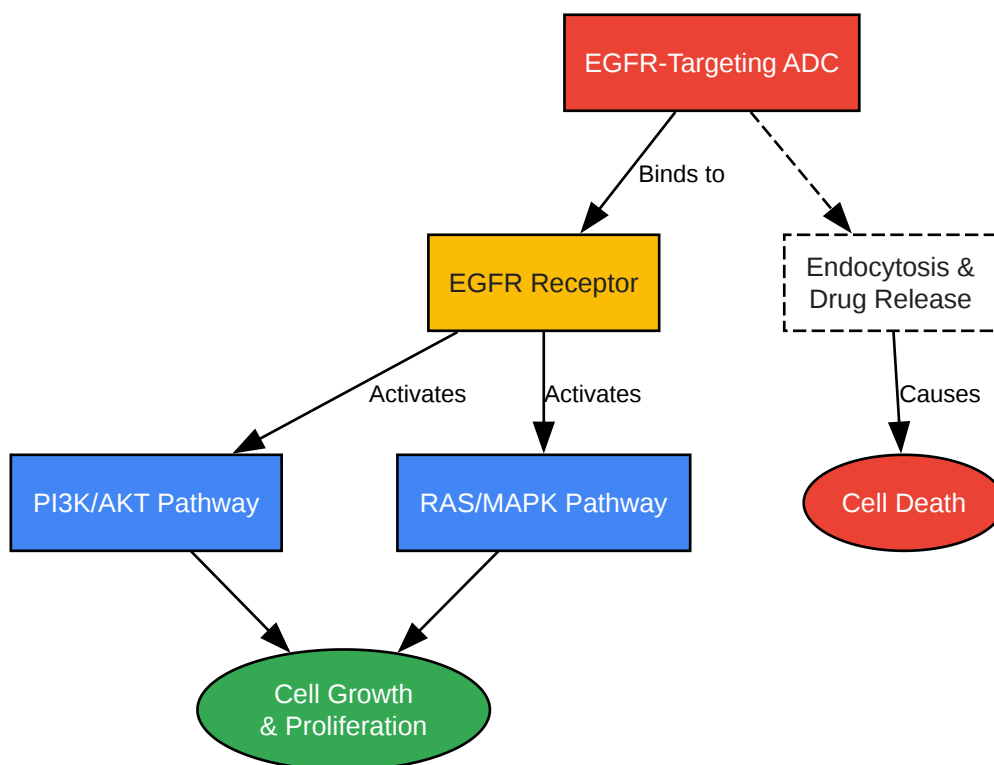 EGFR-Targeting ADC
Binds to
EGFR Receptor
Endocytosis &
Drug Release
Activates
Activates
Causes
PI3K/AKT Pathway
RAS/MAPK Pathway
Cell Death
Cell Growth
& Proliferation